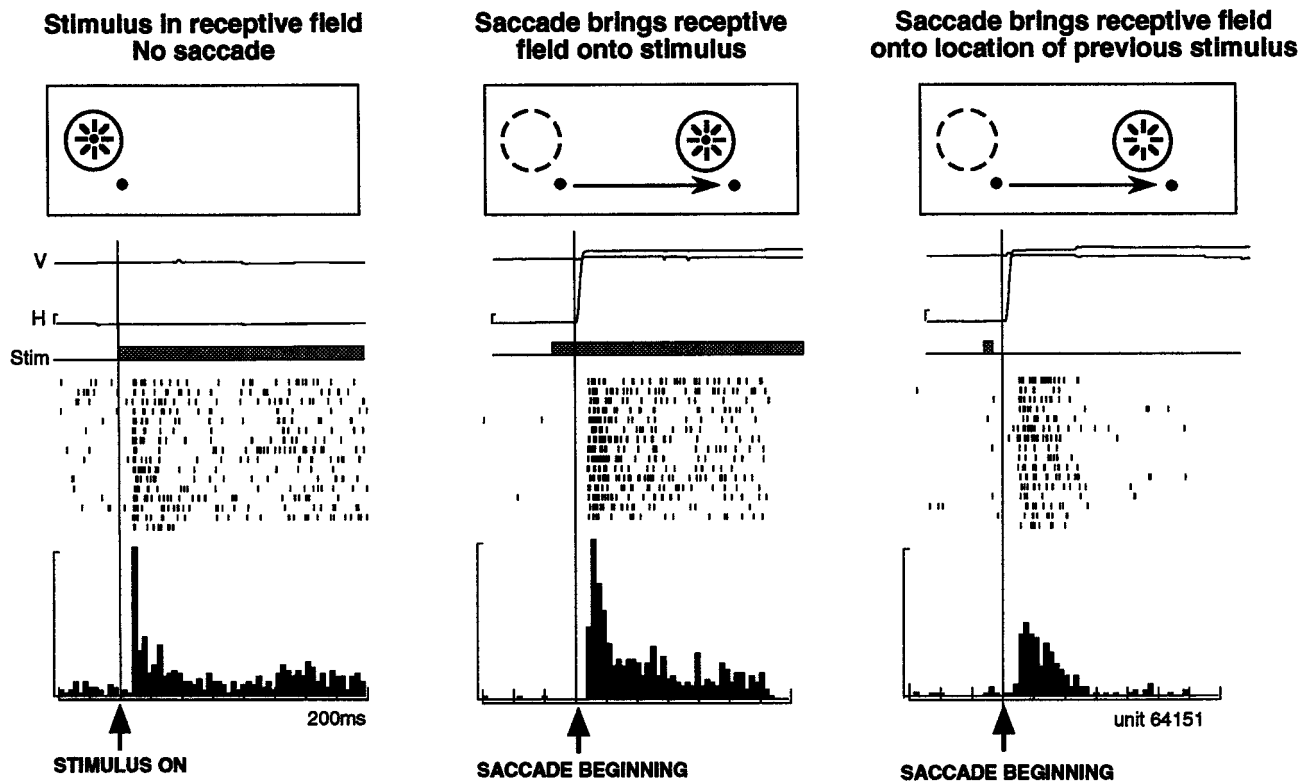 Stimulus in receptive field
No saccade
Saccade brings receptive
field onto stimulus
Saccade brings receptive field
onto location of previous stimulus
V
H
Stim
200ms
STIMULUS ON
SACCADE BEGINNING
unit 64151
SACCADE BEGINNING